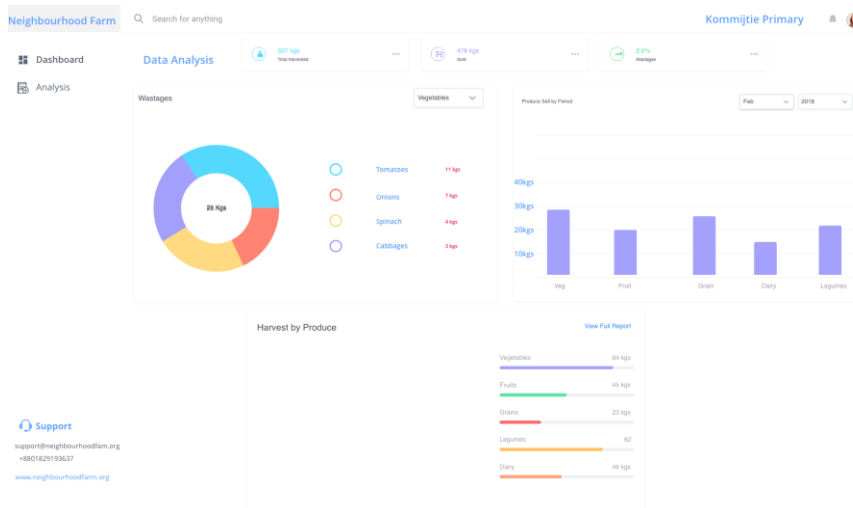 Neighbourhood Farm
Search for anything
Kommijtie Primary
Dashboard
Analysis
Data Analysis
507 kgs
Total harvested
478 kgs
Sold
2.0%
Wastages
Wastages
Vegetables
25 Kgs
Tomatoes 11 kgs
Onions 7 kgs
Spinach 4 kgs
Cabbages 3 kgs
Produce Sell by Period
Feb
2018
40kgs
30kgs
20kgs
10kgs
Veg Fruit Grain Dairy Legumes
Harvest by Produce
View Full Report
Vegetables 84 kgs
Fruits 45 kgs
Grains 23 kgs
Legumes 62
Dairy 48 kgs
Support
support@neighbourhoodfam.org
+8801829193637
www.neighbourhoodfarm.org